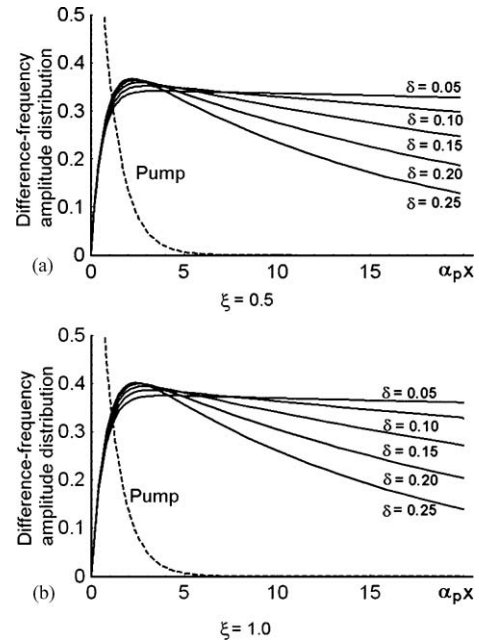 0.5
0.4
0.3
0.2
0.1
0
Difference-frequency
amplitude distribution
Pump
δ = 0.05
δ = 0.10
δ = 0.15
δ = 0.20
δ = 0.25
0 5 10 15 αpx
(a)
ξ = 0.5
0.5
0.4
0.3
0.2
0.1
0
Difference-frequency
amplitude distribution
Pump
δ = 0.05
δ = 0.10
δ = 0.15
δ = 0.20
δ = 0.25
0 5 10 15 αpx
(b)
ξ = 1.0